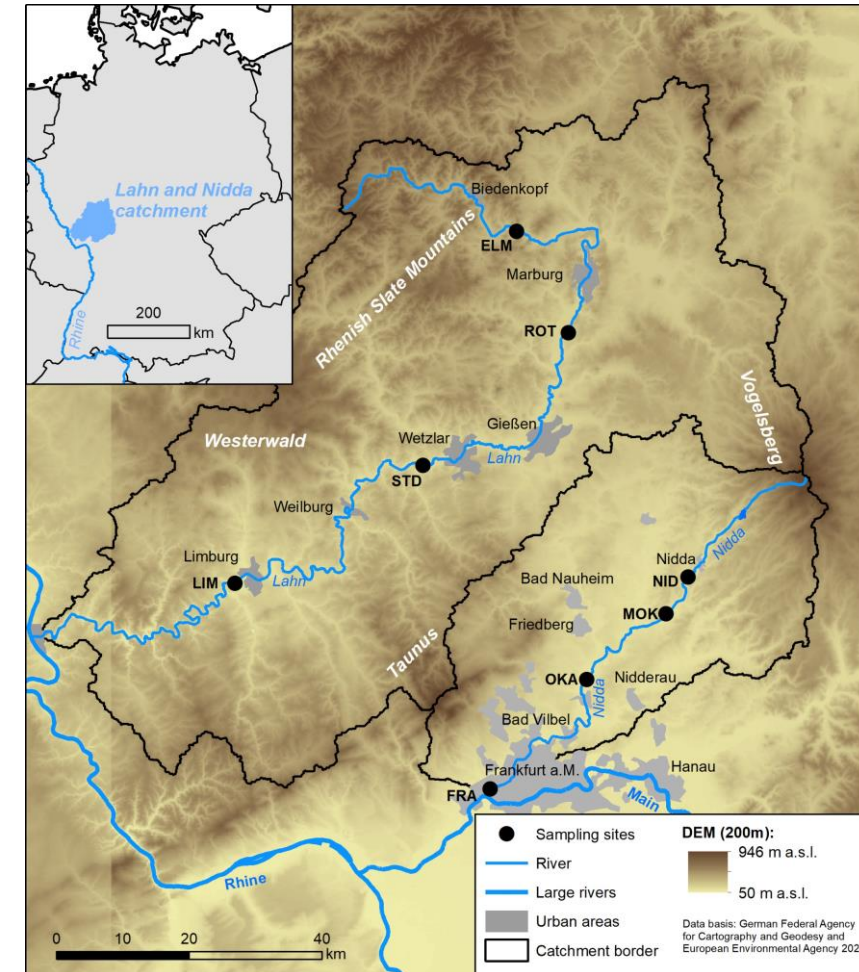 Lahn and Nidda
catchment
Rhine
200
km
Biedenkopf
ELM
Rhenish Slate Mountains
Marburg
ROT
Vogelsberg
Gießen
Westerwald
Wetzlar
Lahn
STD
Weilburg
Nidda
Limburg
LIM
Lahn
Nidda
NID
Bad Nauheim
MOK
Friedberg
Taunus
OKA
Nidderau
Nidda
Bad Vilbel
Frankfurt a.M.
Hanau
FRA
Main
Rhine
Sampling sites
River
Large rivers
Urban areas
Catchment border
DEM (200m):
946 m a.s.l.
50 m a.s.l.
Data basis: German Federal Agency
for Cartography and Geodesy and
European Environmental Agency 202
0 10 20 40
km